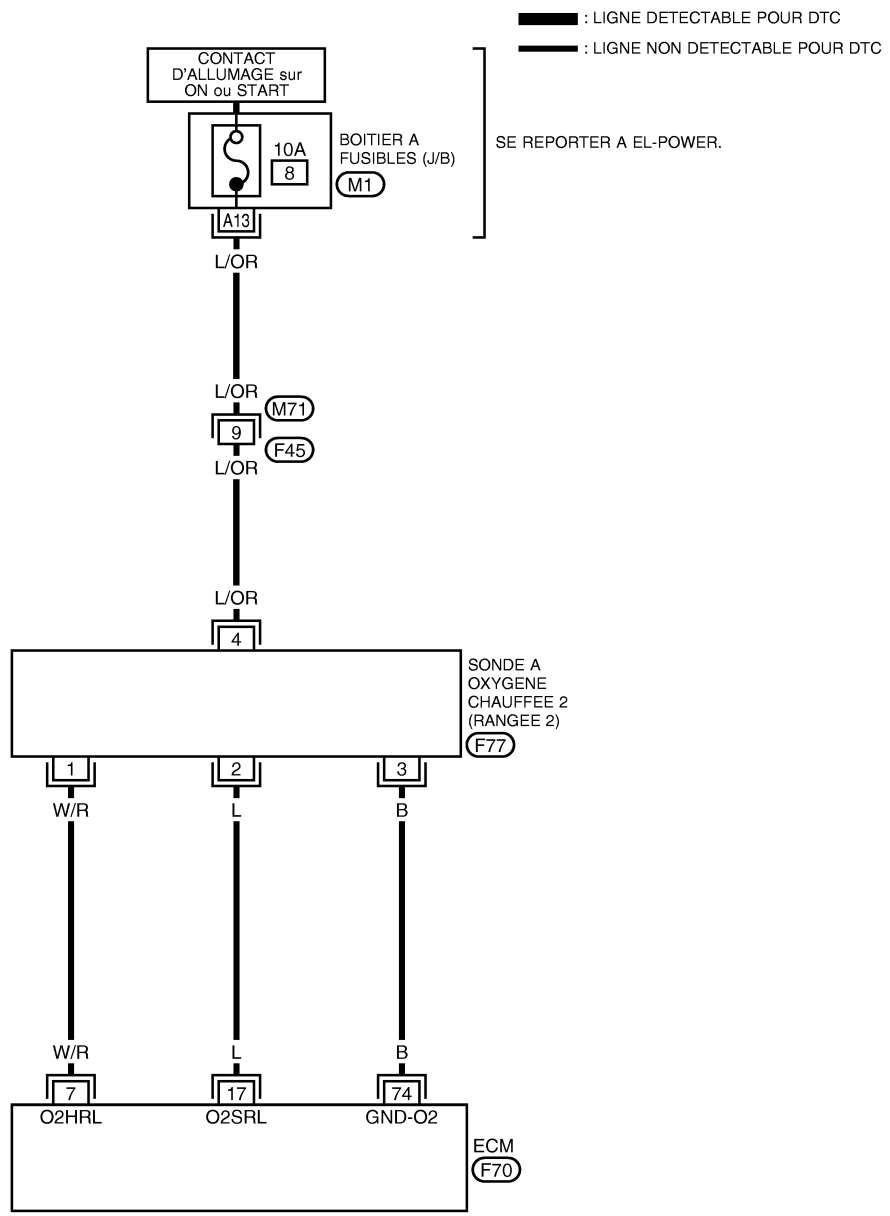 : LIGNE DETECTABLE POUR DTC
: LIGNE NON DETECTABLE POUR DTC
CONTACT
D'ALLUMAGE sur
ON ou START
10A
8
BOITIER A
FUSIBLES (J/B)
M1
SE REPORTER A EL-POWER.
A13
L/OR
L/OR
M71
9
F45
L/OR
L/OR
4
SONDE A
OXYGENE
CHAUFFEE 2
(RANGEE 2)
F77
1 2 3
W/R L B
W/R L B
7 17 74
O2HRL O2SRL GND-O2
ECM
F70